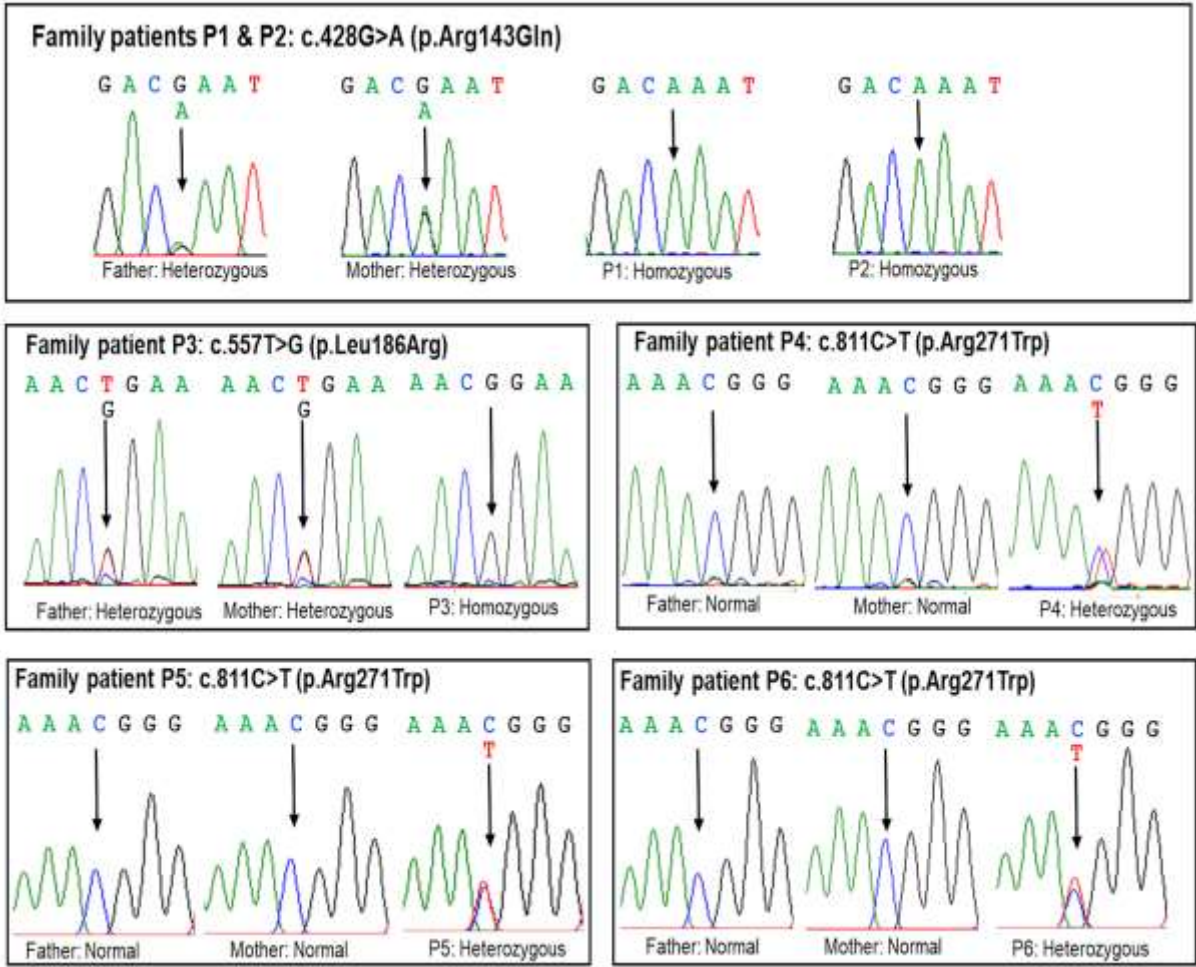 Family patients P1 & P2: c.428G>A (p.Arg143Gln)
G A C G A A T
A
G A C G A A T
A
G A C A A A T
G A C A A A T
Father: Heterozygous
Mother: Heterozygous
P1: Homozygous
P2: Homozygous
Family patient P3: c.557T>G (p.Leu186Arg)
A A C T G A A
G
A A C T G A A
G
A A C G G A A
Father: Heterozygous
Mother: Heterozygous
P3: Homozygous
Family patient P4: c.811C>T (p.Arg271Trp)
A A A C G G G
A A A C G G G
A A A C G G G
T
Father: Normal
Mother: Normal
P4: Heterozygous
Family patient P5: c.811C>T (p.Arg271Trp)
A A A C G G G
A A A C G G G
A A A C G G G
T
Father: Normal
Mother: Normal
P5: Heterozygous
Family patient P6: c.811C>T (p.Arg271Trp)
A A A C G G G
A A A C G G G
A A A C G G G
T
Father: Normal
Mother: Normal
P6: Heterozygous